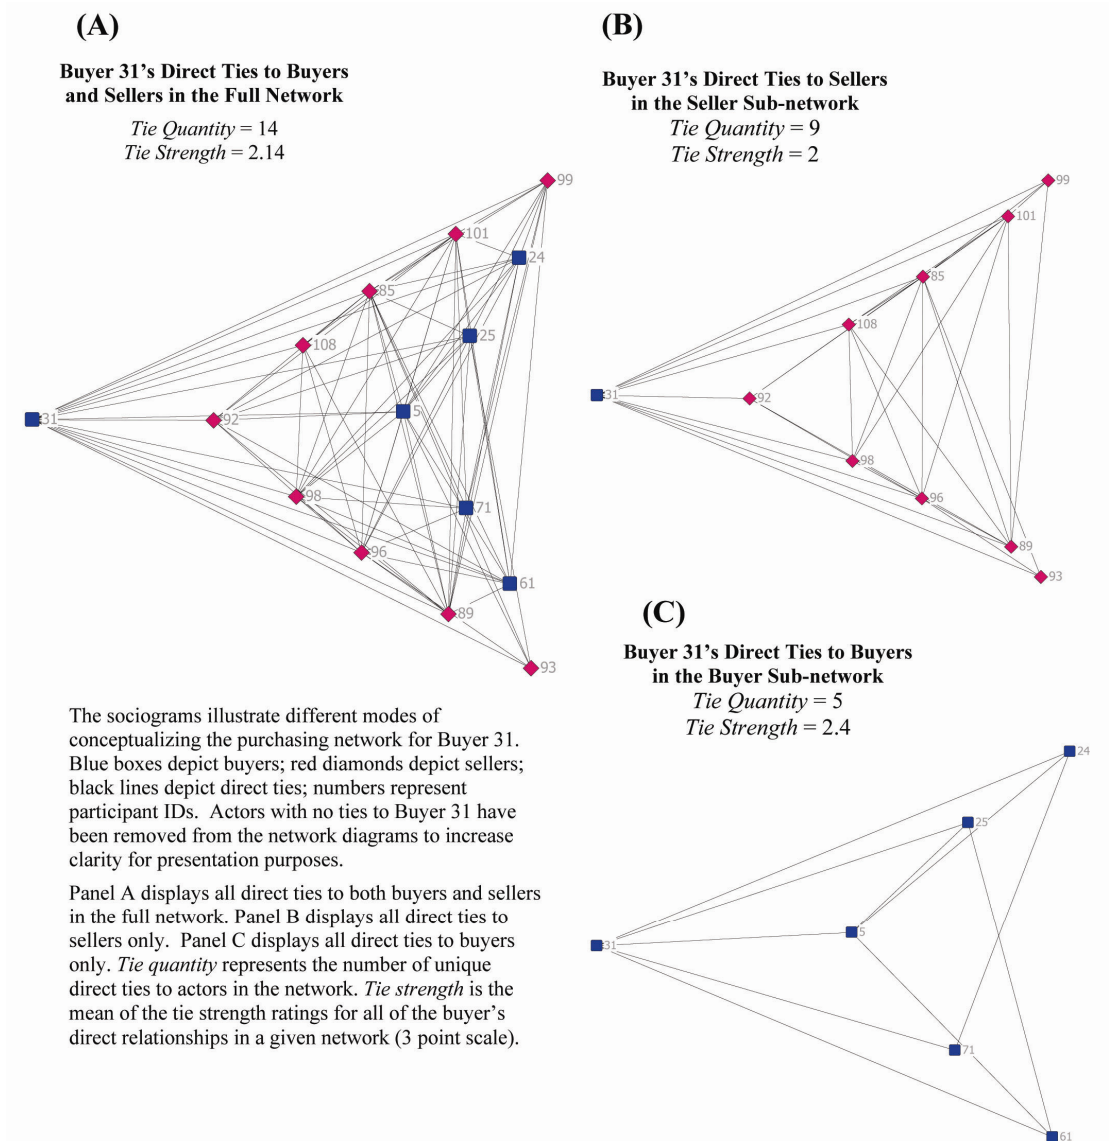 (A)
Buyer 31's Direct Ties to Buyers
and Sellers in the Full Network
Tie Quantity = 14
Tie Strength = 2.14
99
101
24
85
25
108
5
31
92
98
71
96
61
89
93
(B)
Buyer 31's Direct Ties to Sellers
in the Seller Sub-network
Tie Quantity = 9
Tie Strength = 2
99
101
85
108
31
92
98
96
89
93
(C)
Buyer 31's Direct Ties to Buyers
in the Buyer Sub-network
Tie Quantity = 5
Tie Strength = 2.4
24
25
5
31
71
61
The sociograms illustrate different modes of
conceptualizing the purchasing network for Buyer 31.
Blue boxes depict buyers; red diamonds depict sellers;
black lines depict direct ties; numbers represent
participant IDs.  Actors with no ties to Buyer 31 have
been removed from the network diagrams to increase
clarity for presentation purposes.
Panel A displays all direct ties to both buyers and sellers
in the full network. Panel B displays all direct ties to
sellers only.  Panel C displays all direct ties to buyers
only. Tie quantity represents the number of unique
direct ties to actors in the network. Tie strength is the
mean of the tie strength ratings for all of the buyer's
direct relationships in a given network (3 point scale).